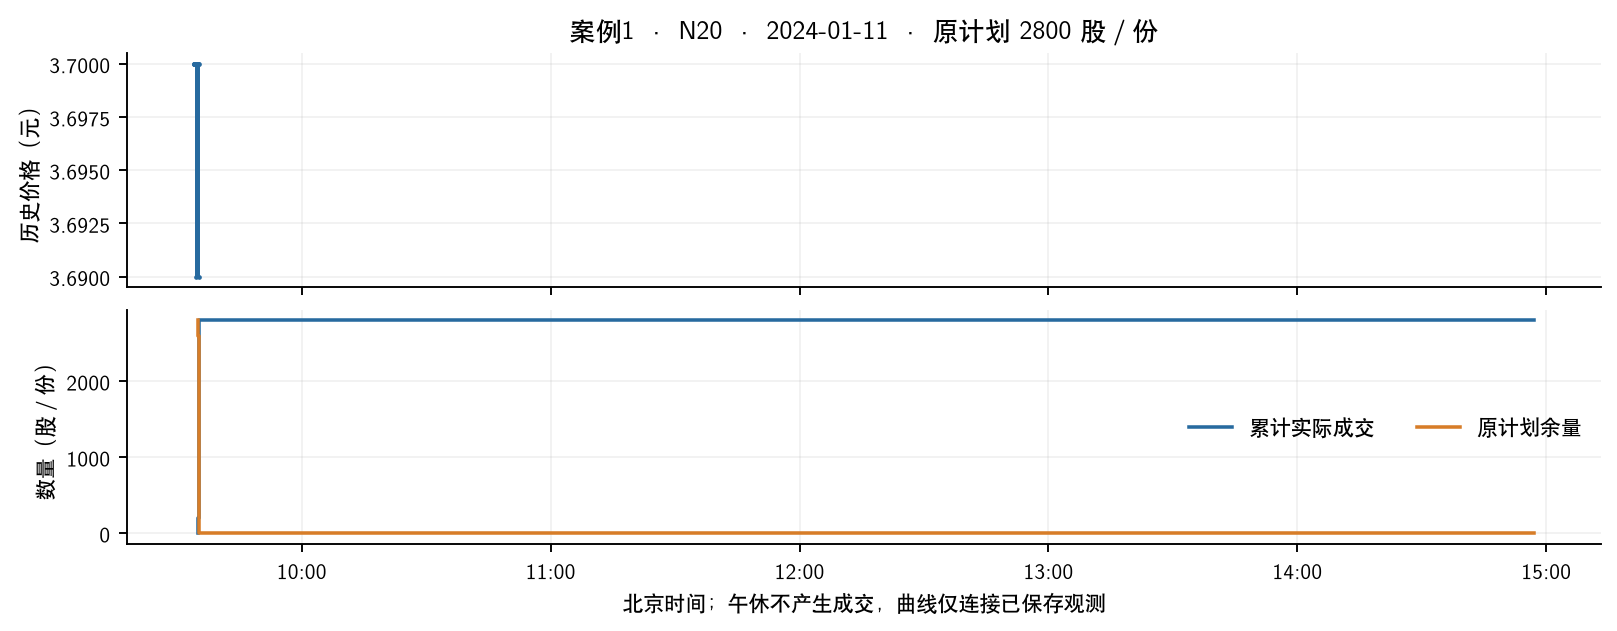 案例1 · N20 · 2024-01-11 · 原计划 2800 股 / 份
历史价格（元）
3.7000
3.6975
3.6950
3.6925
3.6900
数量（股 / 份）
2000
1000
0
累计实际成交
原计划余量
10:00
11:00
12:00
13:00
14:00
15:00
北京时间；午休不产生成交，曲线仅连接已保存观测